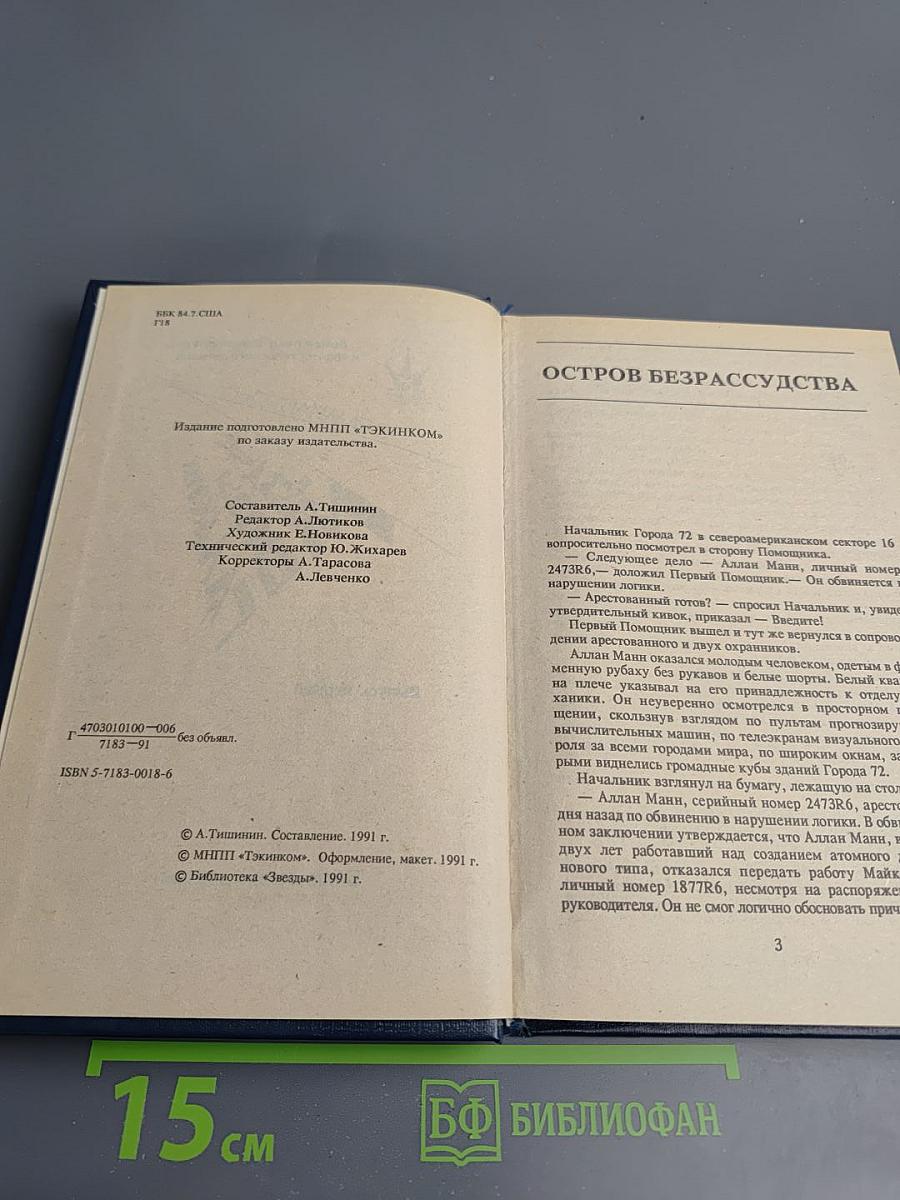 ББК 84.7.США
Г18
Издание подготовлено МНПП «ТЭКИНКОМ»
по заказу издательства.
Составитель А.Тишинин
Редактор А.Лютиков
Художник Е.Новикова
Технический редактор Ю.Жихарев
Корректоры А.Тарасова
А.Левченко
Г 4703010100—006
7183—91 без объявл.
ISBN 5-7183-0018-6
© А.Тишинин. Составление. 1991 г.
© МНПП «Тэкинком». Оформление, макет. 1991 г.
© Библиотека «Звезды». 1991 г.
ОСТРОВ БЕЗРАССУДСТВА
Начальник Города 72 в североамериканском секторе 16
вопросительно посмотрел в сторону Помощника.
— Следующее дело — Аллан Манн, личный номер
2473R6,— доложил Первый Помощник.— Он обвиняется
нарушении логики.
— Арестованный готов? — спросил Начальник и, увиде
утвердительный кивок, приказал — Введите!
Первый Помощник вышел и тут же вернулся в сопрово
дении арестованного и двух охранников.
Аллан Манн оказался молодым человеком, одетым в ф
менную рубаху без рукавов и белые шорты. Белый ква
на плече указывал на его принадлежность к отделу
ханики. Он неуверенно осмотрелся в просторном
щении, скользнув взглядом по пультам прогнозиру
вычислительных машин, по телеэкранам визуального
роля за всеми городами мира, по широким окнам, за
рыми виднелись громадные кубы зданий Города 72.
Начальник взглянул на бумагу, лежащую на стол
— Аллан Манн, серийный номер 2473R6, аресто
дня назад по обвинению в нарушении логики. В обви
ном заключении утверждается, что Аллан Манн,
двух лет работавший над созданием атомного
нового типа, отказался передать работу Майк
личный номер 1877R6, несмотря на распоряже
руководителя. Он не смог логично обосновать прич
3
15 см
БФ БИБЛИОФАН